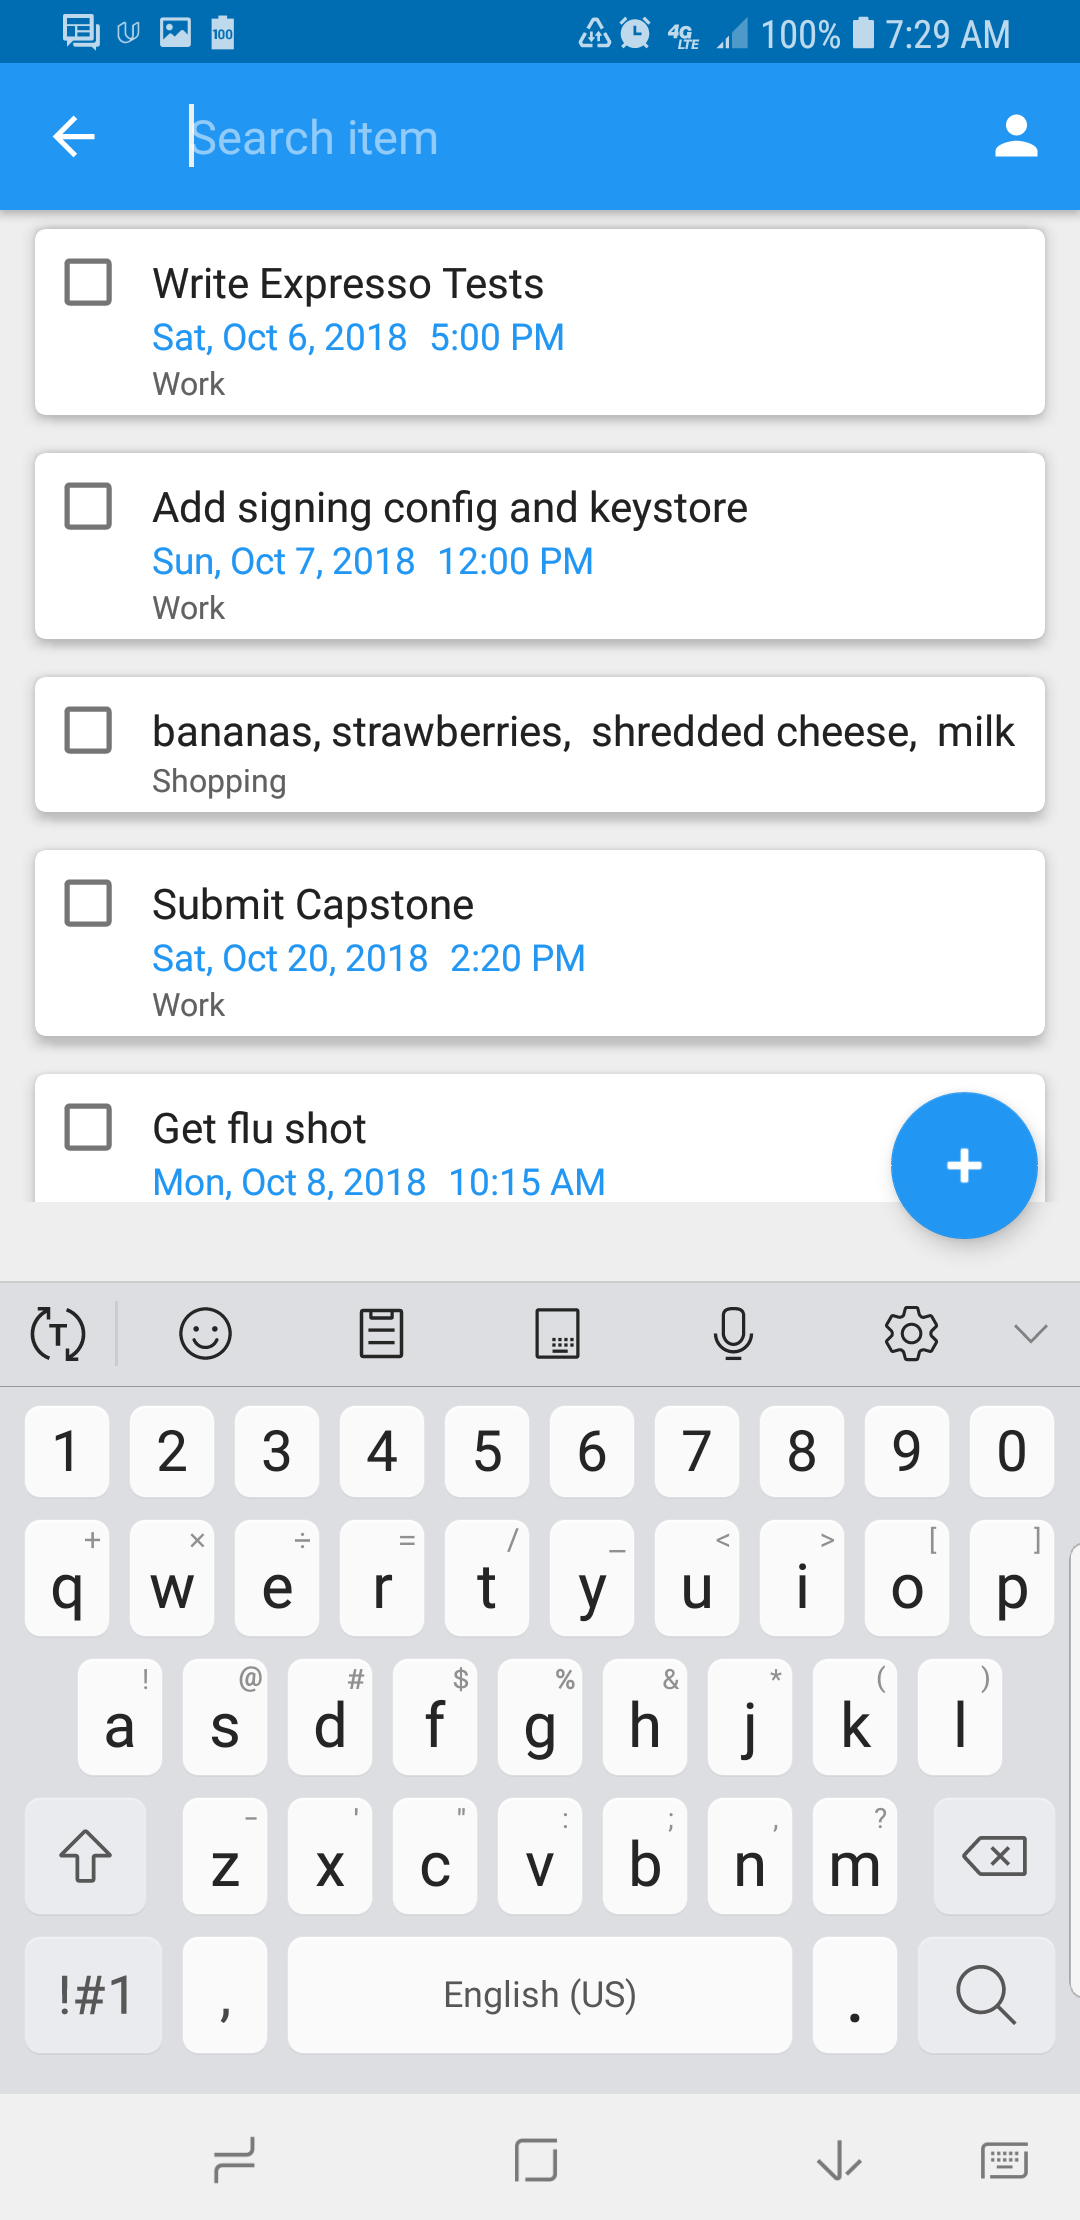 100 4G LTE 100% 7:29 AM
Search item
Write Expresso Tests
Sat, Oct 6, 2018 5:00 PM
Work
Add signing config and keystore
Sun, Oct 7, 2018 12:00 PM
Work
bananas, strawberries,  shredded cheese,  milk
Shopping
Submit Capstone
Sat, Oct 20, 2018 2:20 PM
Work
Get flu shot
Mon, Oct 8, 2018 10:15 AM
+
T
1 2 3 4 5 6 7 8 9 0
+ × ÷ = / _ < > [ ]
q w e r t y u i o p
! @ # $ % & * ( )
a s d f g h j k l
- ' " : ; , ?
z x c v b n m
!#1 , English (US) .